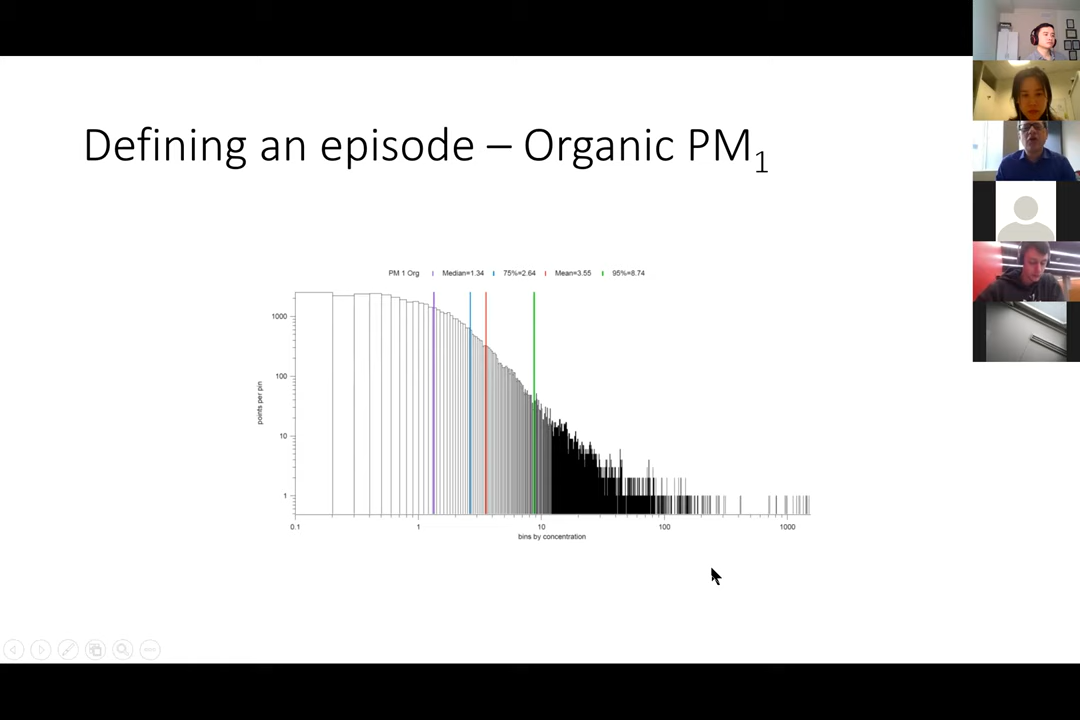 Defining an episode – Organic PM1
PM 1 Org Median=1.34 75%=2.64 Mean=3.55 95%=8.74
1000
100
10
1
points per pin
0.1 1 10 100 1000
bins by concentration